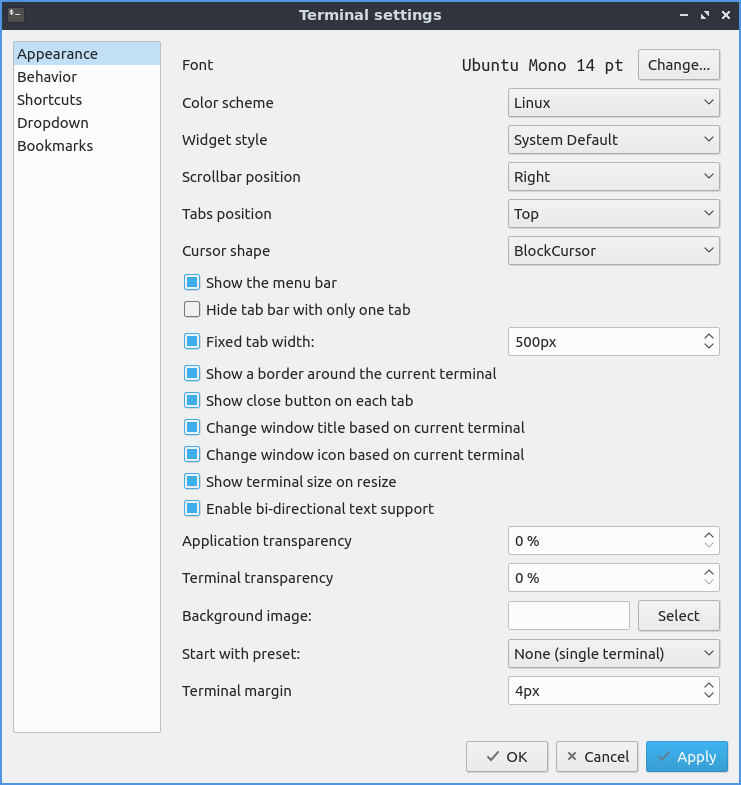 Terminal settings
Appearance
Behavior
Shortcuts
Dropdown
Bookmarks
Font Ubuntu Mono 14 pt Change...
Color scheme Linux
Widget style System Default
Scrollbar position Right
Tabs position Top
Cursor shape BlockCursor
Show the menu bar
Hide tab bar with only one tab
Fixed tab width: 500px
Show a border around the current terminal
Show close button on each tab
Change window title based on current terminal
Change window icon based on current terminal
Show terminal size on resize
Enable bi-directional text support
Application transparency 0 %
Terminal transparency 0 %
Background image: Select
Start with preset: None (single terminal)
Terminal margin 4px
OK Cancel Apply